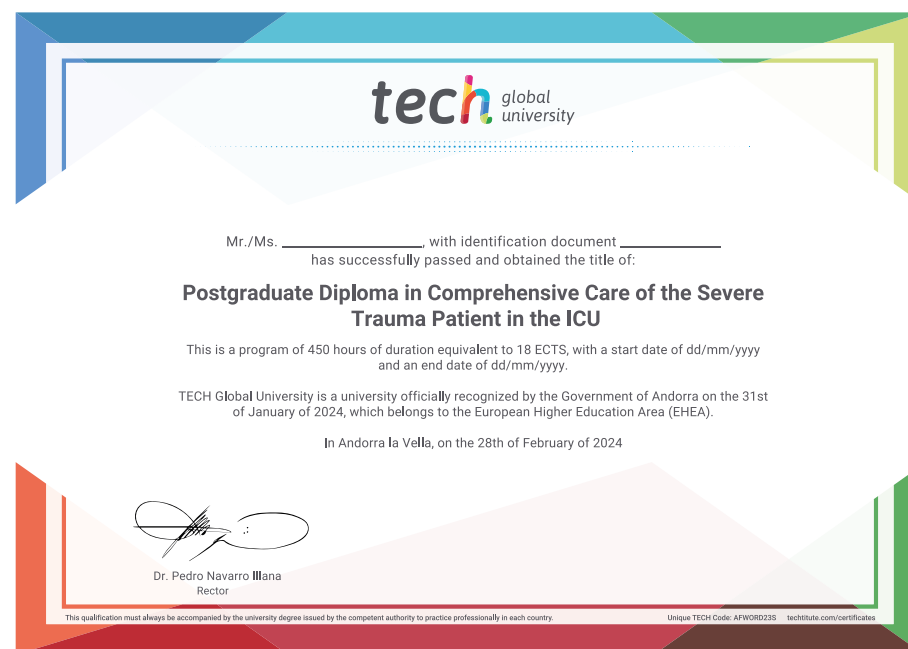 tech global university
Mr./Ms. ____________________, with identification document ______________
has successfully passed and obtained the title of:
Postgraduate Diploma in Comprehensive Care of the Severe
Trauma Patient in the ICU
This is a program of 450 hours of duration equivalent to 18 ECTS, with a start date of dd/mm/yyyy
and an end date of dd/mm/yyyy.
TECH Global University is a university officially recognized by the Government of Andorra on the 31st
of January of 2024, which belongs to the European Higher Education Area (EHEA).
In Andorra la Vella, on the 28th of February of 2024
Dr. Pedro Navarro Illana
Rector
This qualification must always be accompanied by the university degree issued by the competent authority to practice professionally in each country.
Unique TECH Code: AFWORD23S techtitute.com/certificates